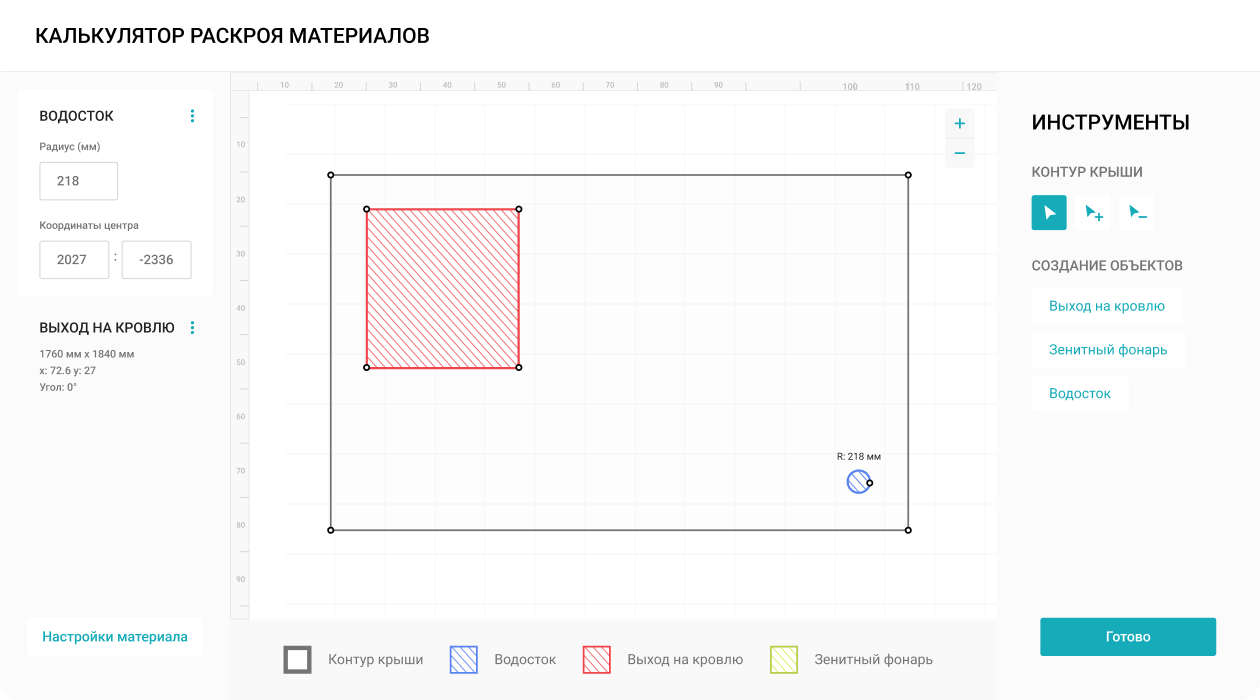 КАЛЬКУЛЯТОР РАСКРОЯ МАТЕРИАЛОВ
ВОДОСТОК
Радиус (мм)
218
Координаты центра
2027 : -2336
ВЫХОД НА КРОВЛЮ
1760 мм x 1840 мм
x: 72.6 y: 27
Угол: 0°
Настройки материала
10 20 30 40 50 60 70 80 90 100 110 120
10
20
30
40
50
60
70
80
90
+
−
R: 218 мм
Контур крыши Водосток Выход на кровлю Зенитный фонарь
ИНСТРУМЕНТЫ
КОНТУР КРЫШИ
СОЗДАНИЕ ОБЪЕКТОВ
Выход на кровлю
Зенитный фонарь
Водосток
Готово